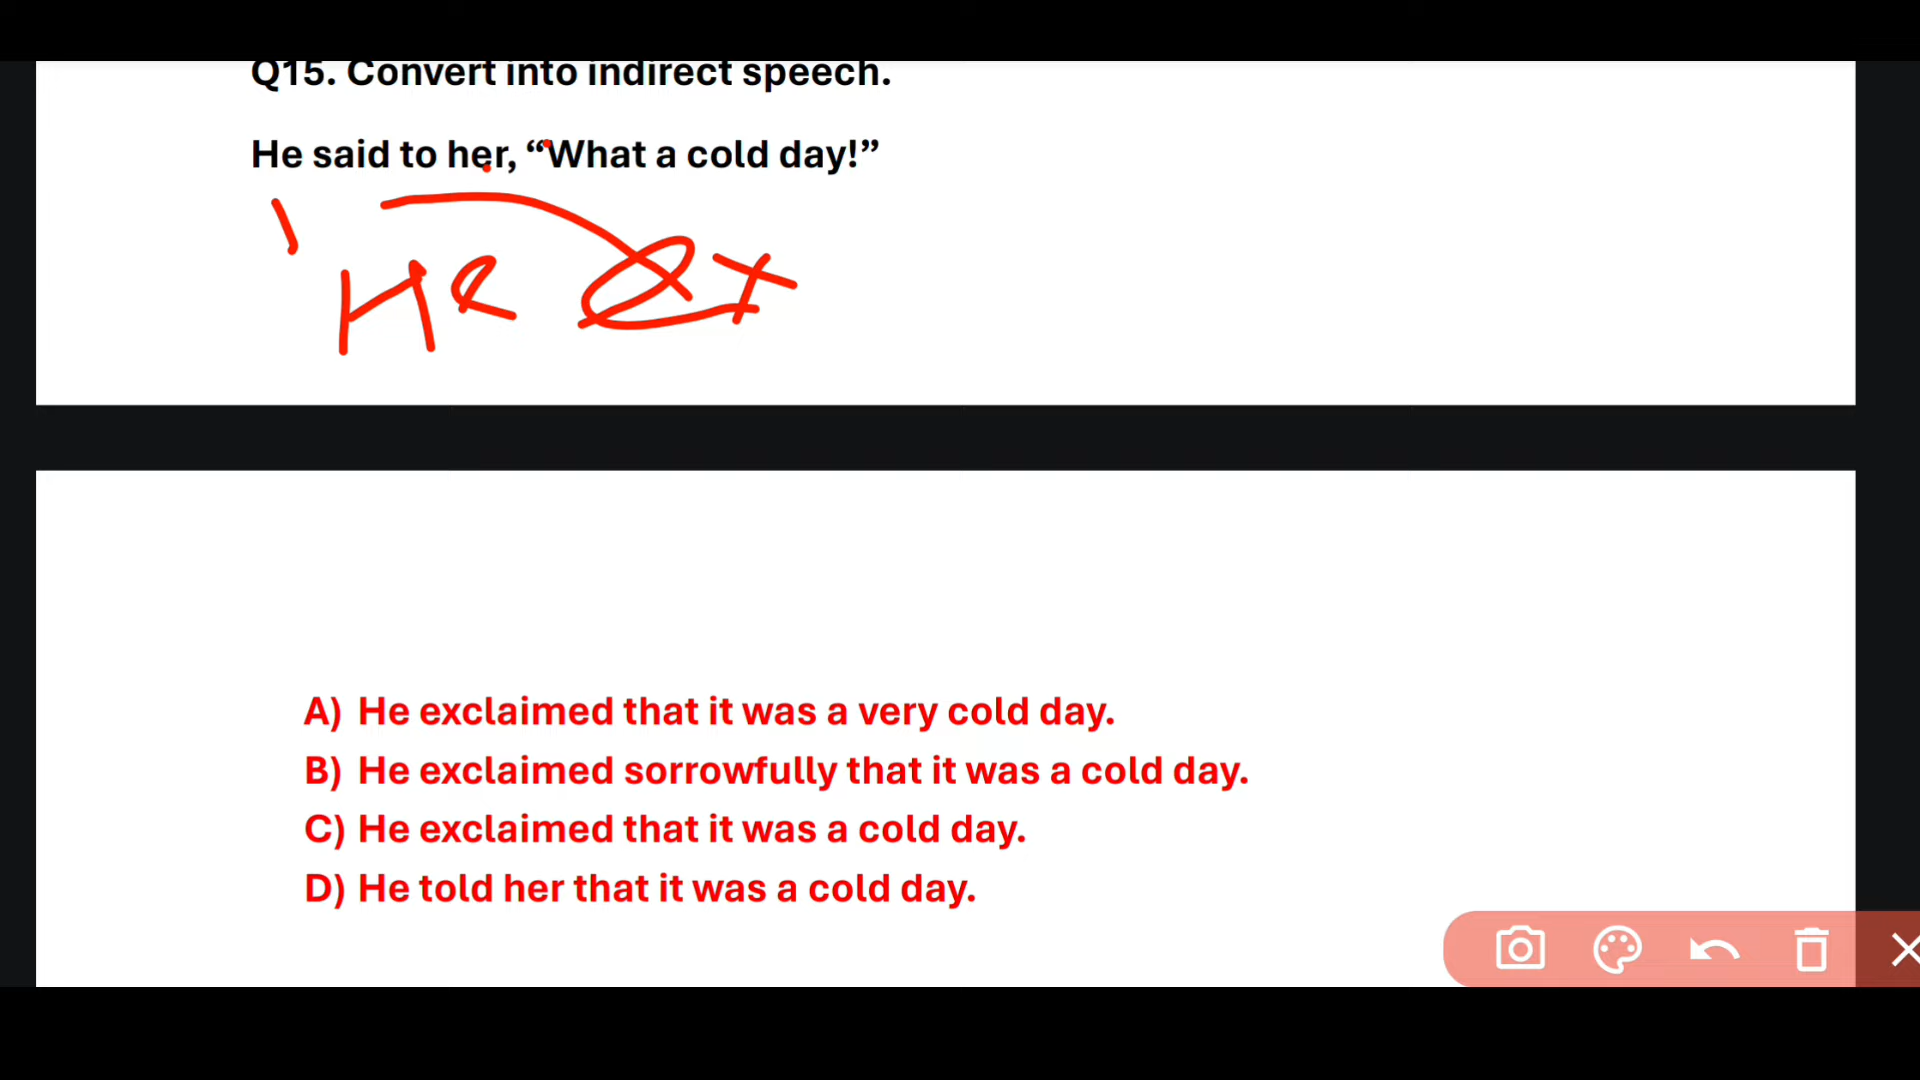 Q15. Convert into indirect speech.
He said to her, “What a cold day!”
He ex
A) He exclaimed that it was a very cold day.
B) He exclaimed sorrowfully that it was a cold day.
C) He exclaimed that it was a cold day.
D) He told her that it was a cold day.